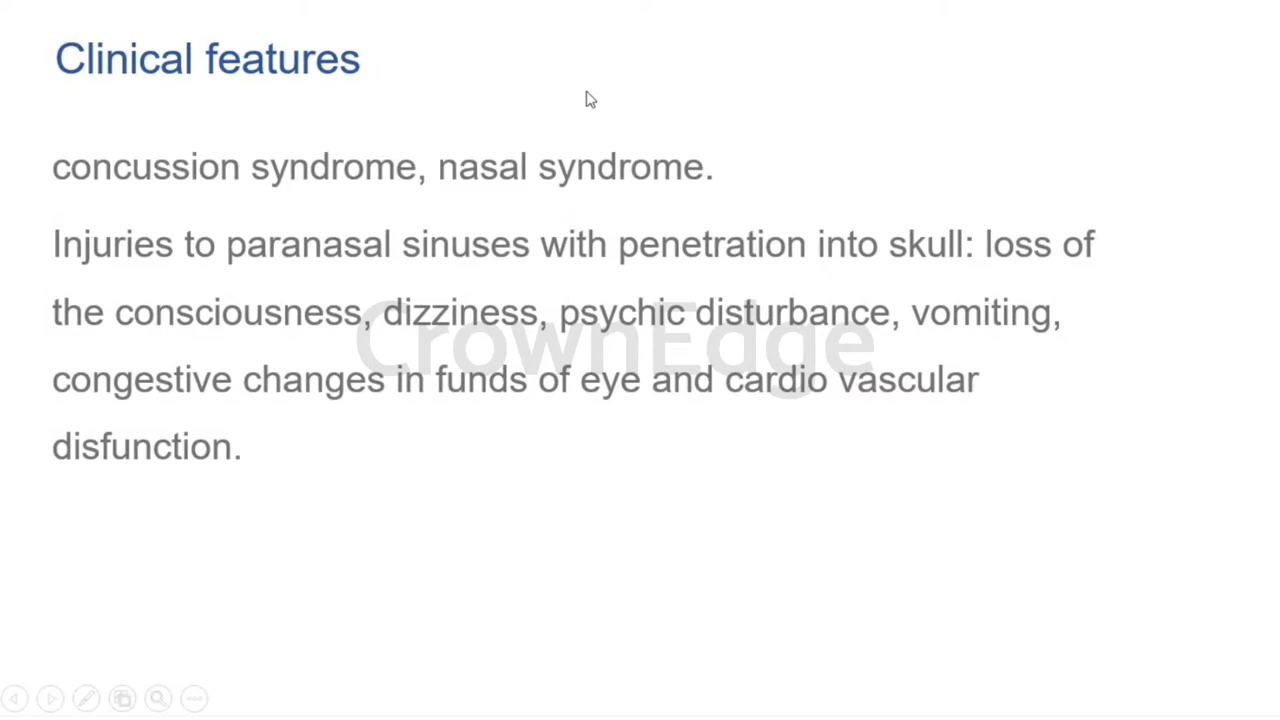 Clinical features
concussion syndrome, nasal syndrome.
Injuries to paranasal sinuses with penetration into skull: loss of
the consciousness, dizziness, psychic disturbance, vomiting,
CrownEdge
congestive changes in funds of eye and cardio vascular
disfunction.